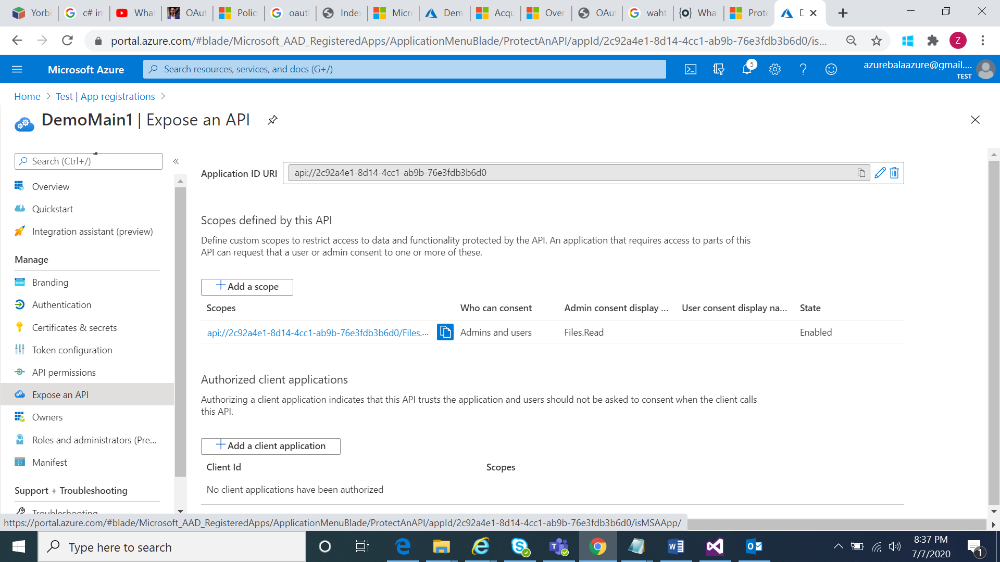 Yorbi
c# in
What
OAut
Policy
oauth
Index
Micro
Dem
Acqu
Over
OAut
waht
Wha
Prote
D
portal.azure.com/#blade/Microsoft_AAD_RegisteredApps/ApplicationMenuBlade/ProtectAnAPI/appId/2c92a4e1-8d14-4cc1-ab9b-76e3fdb3b6d0/is...
Z
Microsoft Azure
Search resources, services, and docs (G+/)
5
azurebalaazure@gmail....
TEST
Home > Test | App registrations >
DemoMain1 | Expose an API
Search (Ctrl+/)
«
Overview
Quickstart
Integration assistant (preview)
Manage
Branding
Authentication
Certificates & secrets
Token configuration
API permissions
Expose an API
Owners
Roles and administrators (Pre...
Manifest
Support + Troubleshooting
Troubleshooting
Application ID URI
api://2c92a4e1-8d14-4cc1-ab9b-76e3fdb3b6d0
Scopes defined by this API
Define custom scopes to restrict access to data and functionality protected by the API. An application that requires access to parts of this
API can request that a user or admin consent to one or more of these.
Add a scope
Scopes Who can consent Admin consent display ... User consent display na... State
api://2c92a4e1-8d14-4cc1-ab9b-76e3fdb3b6d0/Files.... Admins and users Files.Read Enabled
Authorized client applications
Authorizing a client application indicates that this API trusts the application and users should not be asked to consent when the client calls
this API.
Add a client application
Client Id Scopes
No client applications have been authorized
https://portal.azure.com/#blade/Microsoft_AAD_RegisteredApps/ApplicationMenuBlade/ProtectAnAPI/appId/2c92a4e1-8d14-4cc1-ab9b-76e3fdb3b6d0/isMSAApp/
Type here to search
8:37 PM
7/7/2020
1